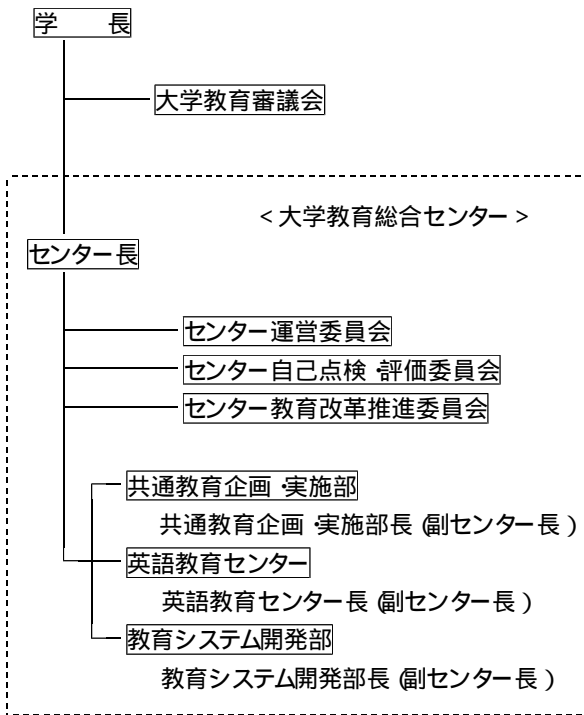 学　　長
大学教育審議会
＜大学教育総合センター＞
センター長
センター運営委員会
センター自己点検・評価委員会
センター教育改革推進委員会
共通教育企画・実施部
共通教育企画・実施部長（副センター長）
英語教育センター
英語教育センター長（副センター長）
教育システム開発部
教育システム開発部長（副センター長）